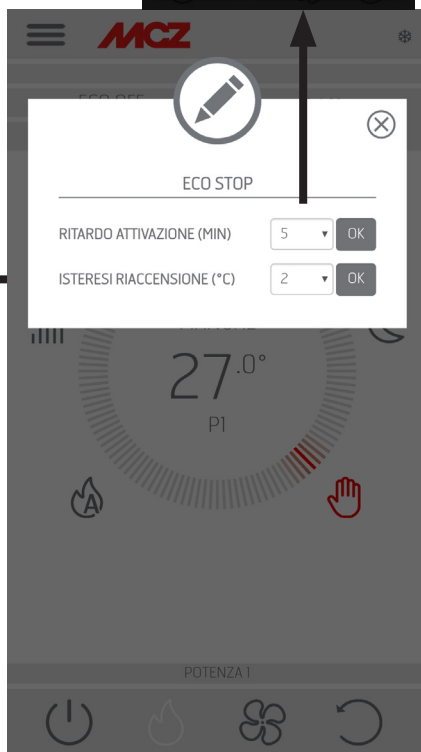 MCZ
ECO STOP
RITARDO ATTIVAZIONE (MIN) 5 OK
ISTERESI RIACCENSIONE (°C) 2 OK
27.0°
P1
A
POTENZA 1